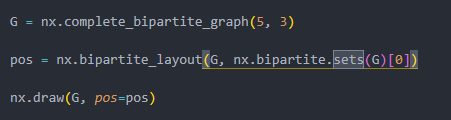 G = nx.complete_bipartite_graph(5, 3)
pos = nx.bipartite_layout(G, nx.bipartite.sets(G)[0])
nx.draw(G, pos=pos)